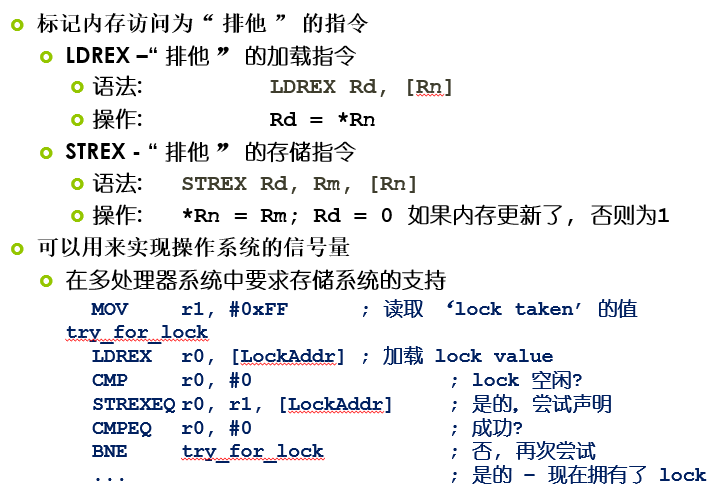 标记内存访问为“ 排他 ” 的指令
LDREX –“ 排他 ” 的加载指令
语法: LDREX Rd, [Rn]
操作: Rd = *Rn
STREX - “ 排他 ” 的存储指令
语法: STREX Rd, Rm, [Rn]
操作: *Rn = Rm; Rd = 0 如果内存更新了, 否则为1
可以用来实现操作系统的信号量
在多处理器系统中要求存储系统的支持
MOV r1, #0xFF ; 读取 ‘lock taken’ 的值
try_for_lock
LDREX r0, [LockAddr] ; 加载 lock value
CMP r0, #0 ; lock 空闲?
STREXEQ r0, r1, [LockAddr] ; 是的, 尝试声明
CMPEQ r0, #0 ; 成功?
BNE try_for_lock ; 否, 再次尝试
... ; 是的 – 现在拥有了 lock